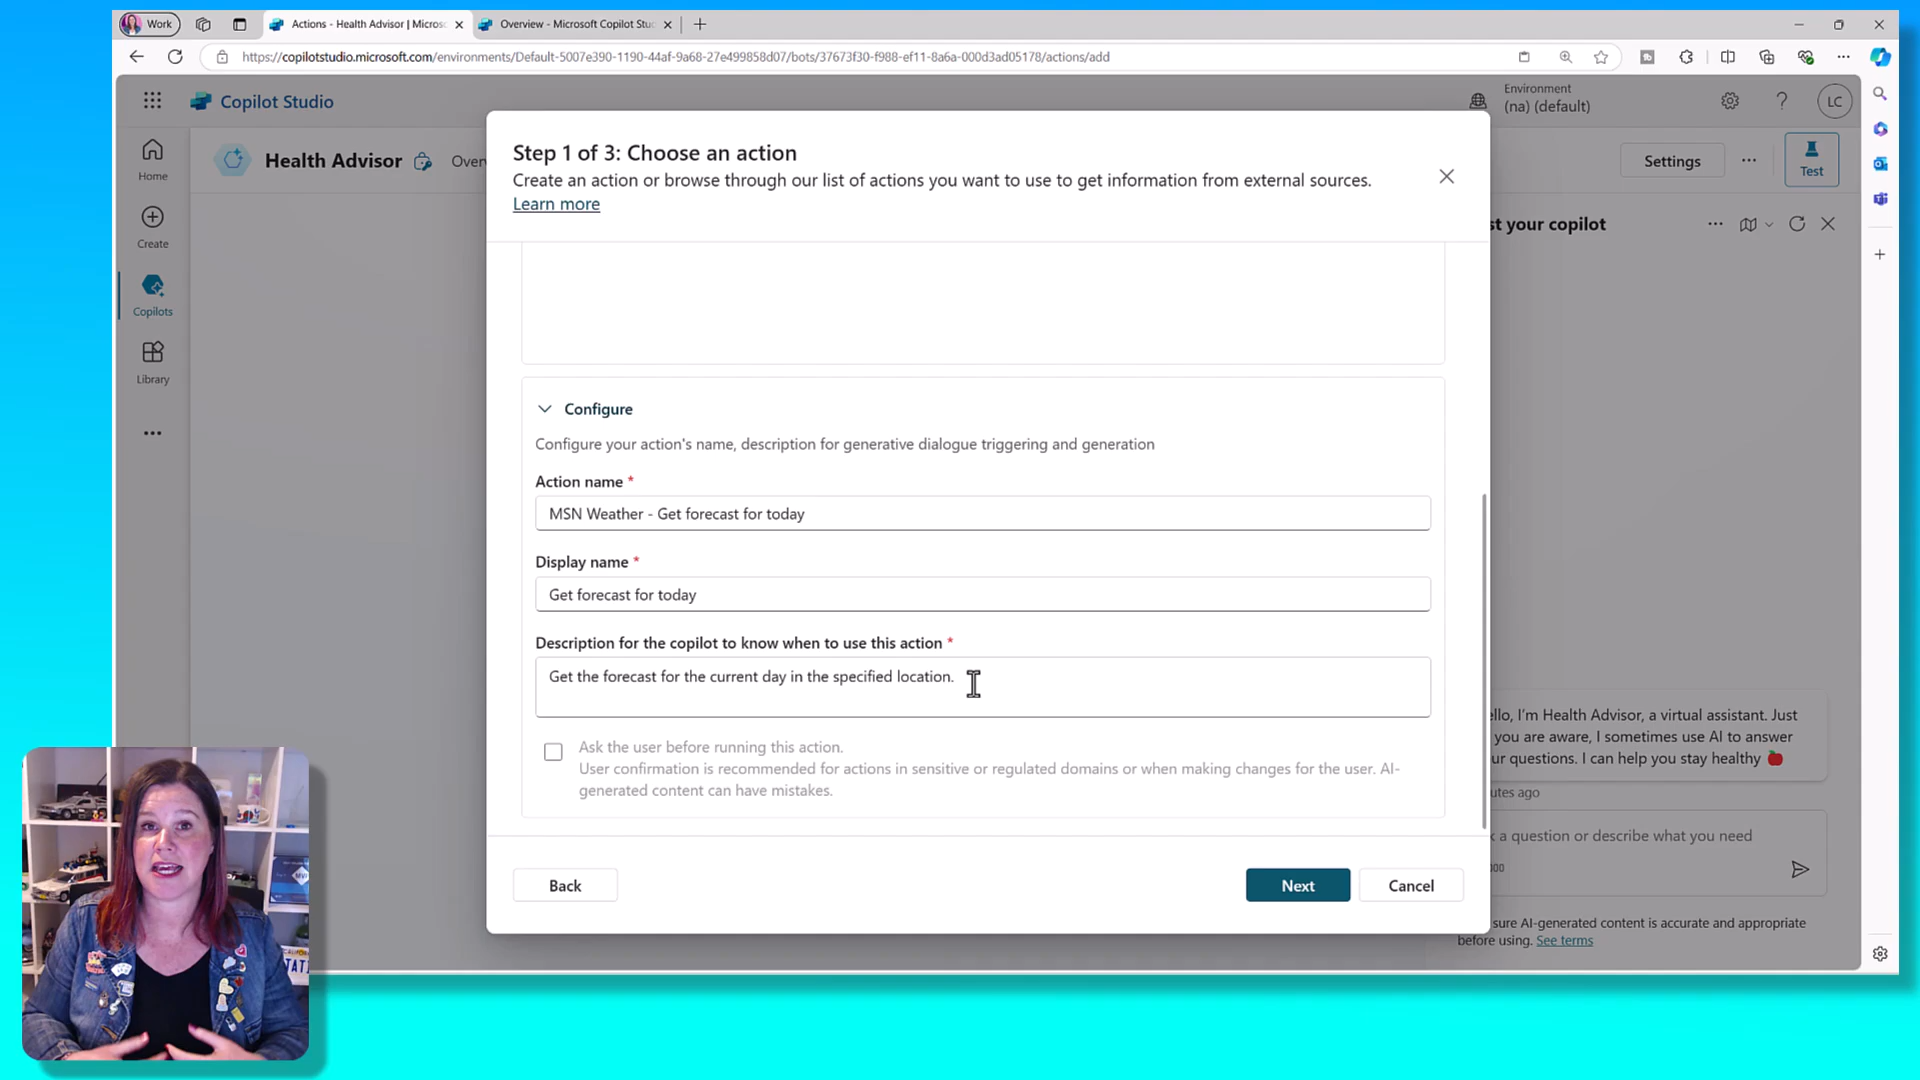 Work
Actions - Health Advisor | Micros
Overview - Microsoft Copilot Stu
https://copilotstudio.microsoft.com/environments/Default-5007e390-1190-44af-9a68-27e499858d07/bots/37673f30-f988-ef11-8a6a-000d3ad05178/actions/add
Copilot Studio
Environment
(na) (default)
LC
Home
Create
Copilots
Library
Health Advisor
Overv
Settings
Test
Step 1 of 3: Choose an action
Create an action or browse through our list of actions you want to use to get information from external sources.
Learn more
st your copilot
Configure
Configure your action's name, description for generative dialogue triggering and generation
Action name *
MSN Weather - Get forecast for today
Display name *
Get forecast for today
Description for the copilot to know when to use this action *
Get the forecast for the current day in the specified location.
Ask the user before running this action.
User confirmation is recommended for actions in sensitive or regulated domains or when making changes for the user. AI-
generated content can have mistakes.
Back
Next
Cancel
ello, I'm Health Advisor, a virtual assistant. Just
you are aware, I sometimes use AI to answer
ur questions. I can help you stay healthy
utes ago
k a question or describe what you need
000
sure AI-generated content is accurate and appropriate
before using. See terms